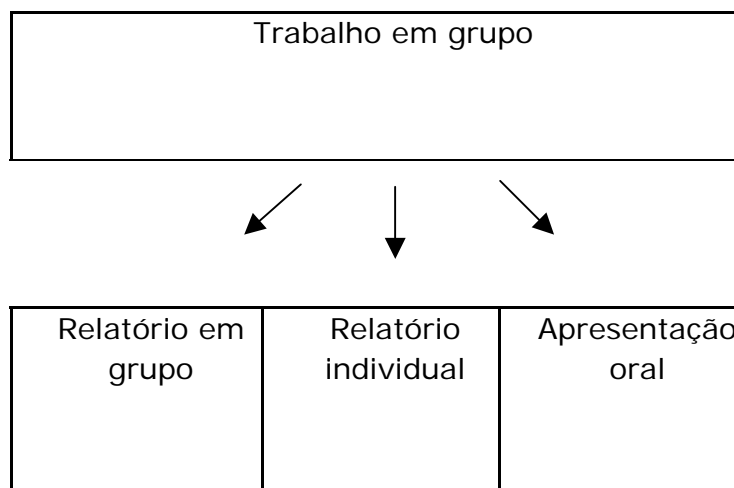 Trabalho em grupo
Relatório em
grupo
Relatório
individual
Apresentação
oral